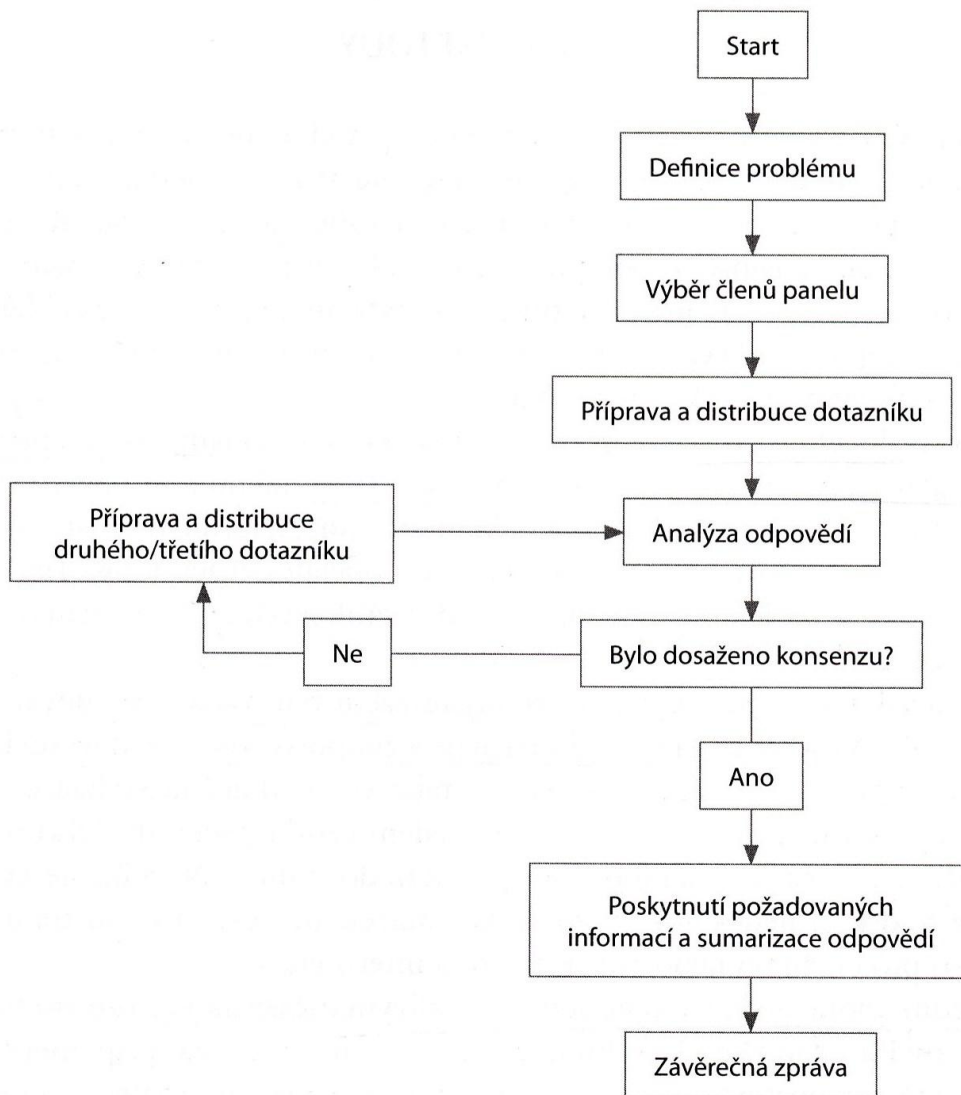 Start
Definice problému
Výběr členů panelu
Příprava a distribuce dotazníku
Příprava a distribuce
druhého/třetího dotazníku
Analýza odpovědí
Ne
Bylo dosaženo konsenzu?
Ano
Poskytnutí požadovaných
informací a sumarizace odpovědí
Závěrečná zpráva